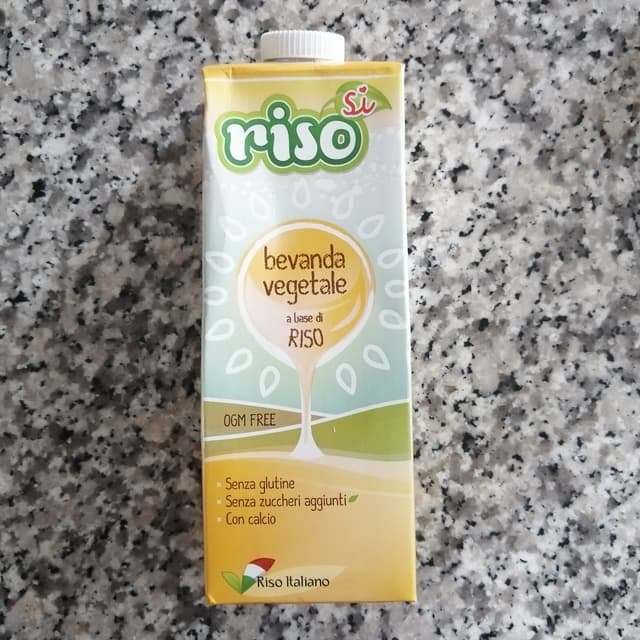 riso Sì
bevanda
vegetale
a base di
RISO
OGM FREE
Senza glutine
Senza zuccheri aggiunti
Con calcio
Riso Italiano